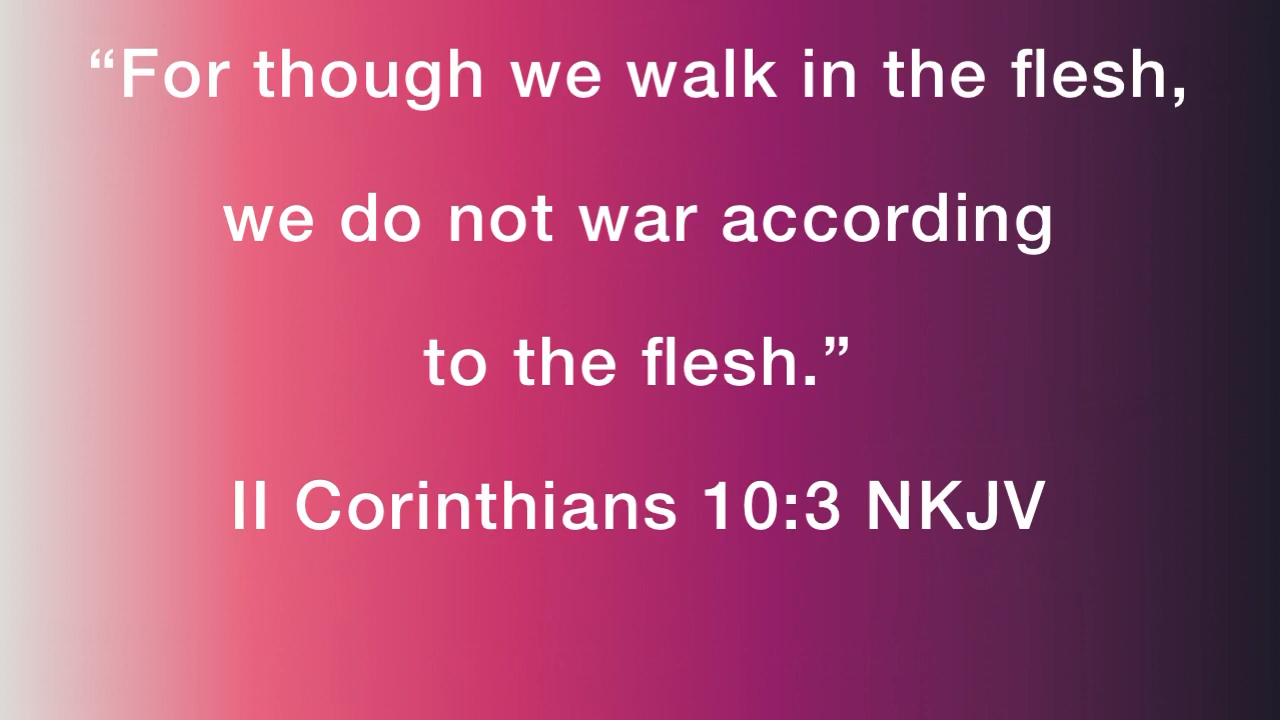 “For though we walk in the flesh,
we do not war according
to the flesh.”
II Corinthians 10:3 NKJV